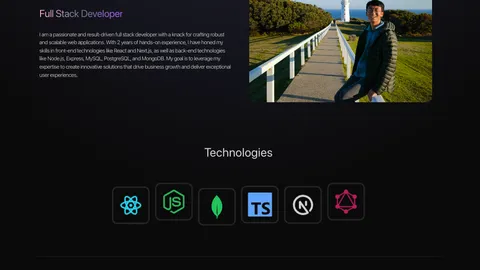 Full Stack Developer
I am a passionate and result-driven full stack developer with a knack for crafting robust
and scalable web applications. With 2 years of hands-on experience, I have honed my
skills in front-end technologies like React and Next.js, as well as back-end technologies
like Node.js, Express, MySQL, PostgreSQL, and MongoDB. My goal is to leverage my
expertise to create innovative solutions that drive business growth and deliver exceptional
user experiences.
Technologies
JS
TS
N